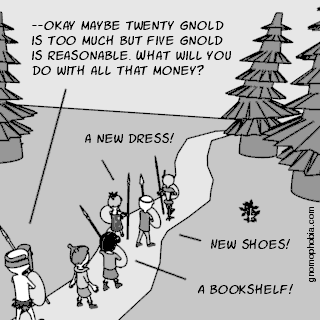 --OKAY MAYBE TWENTY GNOLD
IS TOO MUCH BUT FIVE GNOLD
IS REASONABLE. WHAT WILL YOU
DO WITH ALL THAT MONEY?
A NEW DRESS!
NEW SHOES!
A BOOKSHELF!
gnomophobia.com